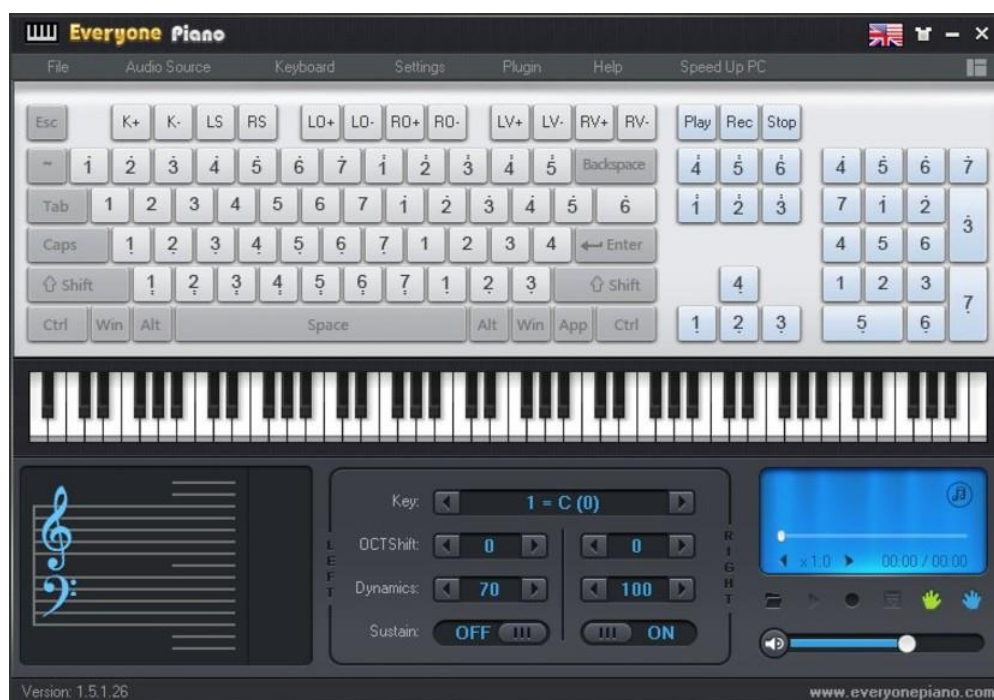 Everyone Piano
File Audio Source Keyboard Settings Plugin Help Speed Up PC
Esc K+ K- LS RS LO+ LO- RO+ RO- LV+ LV- RV+ RV- Play Rec Stop
~ 1̇ 2̇ 3̇ 4̇ 5̇ 6̇ 7̇ 1̈ 2̈ 3̈ 4̈ 5̈ Backspace 4̈ 5̈ 6̈ 4̇ 5̇ 6̇ 7̇
Tab 1 2 3 4 5 6 7 1̇ 2̇ 3̇ 4̇ 5̇ 6̇ 1̈ 2̈ 3̈ 7 1̇ 2̇ 3̇
Caps 1̣ 2̣ 3̣ 4̣ 5̣ 6̣ 7̣ 1 2 3 4 Enter 4 5 6
Shift 1̤ 2̤ 3̤ 4̤ 5̤ 6̤ 7̤ 1̣ 2̣ 3̣ Shift 4̣ 1 2 3 7̣
Ctrl Win Alt Space Alt Win App Ctrl 1̣ 2̣ 3̣ 5̣ 6̣
Key: 1 = C (0)
OCTShift: 0 0
Dynamics: 70 100
Sustain: OFF ON
LEFT
RIGHT
x1.0 00:00 / 00:00
Version: 1.5.1.26
www.everyonepiano.com